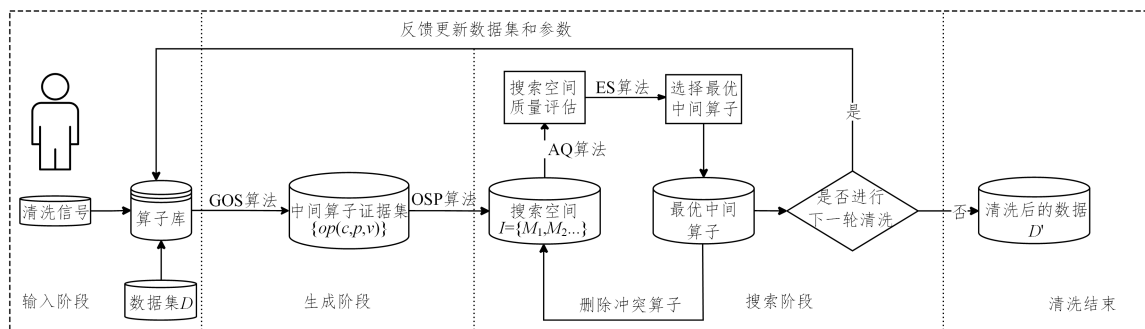 反馈更新数据集和参数
搜索空间
质量评估
ES算法
选择最优
中间算子
是
AQ算法
清洗信号
算子库
GOS算法
中间算子证据集
{op(c,p,v)}
OSP算法
搜索空间
I={M₁,M₂...}
最优中间
算子
是否进行
下一轮清洗
否
清洗后的数据
D'
输入阶段
数据集D
生成阶段
删除冲突算子
搜索阶段
清洗结束